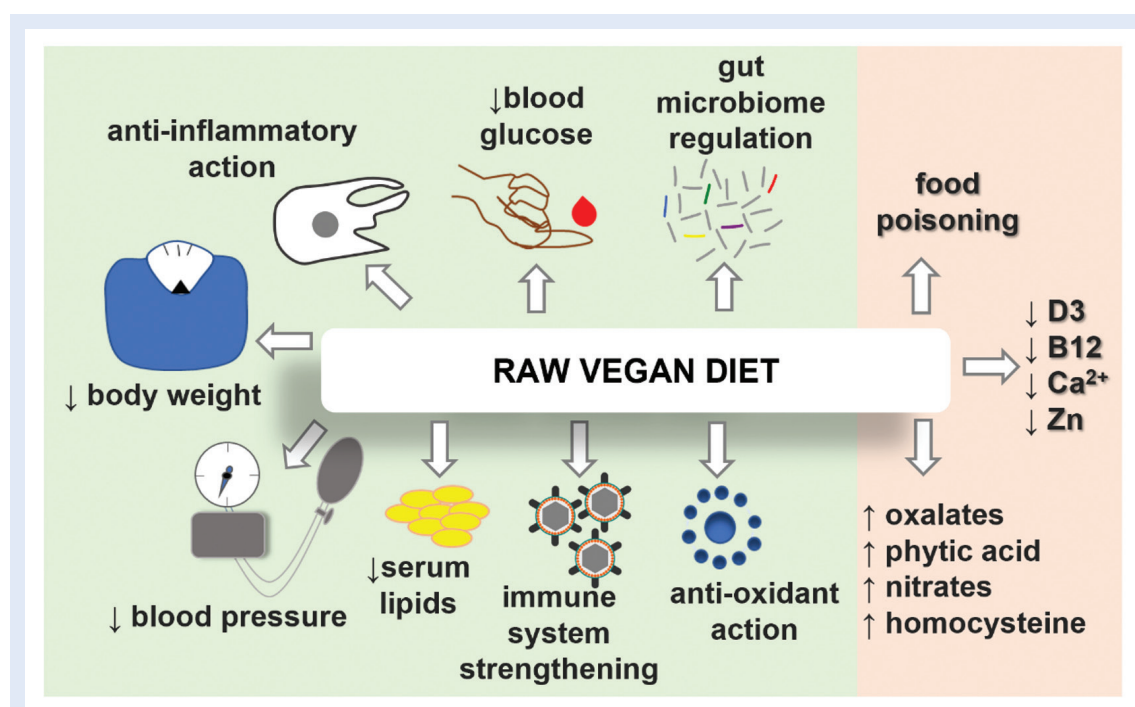 anti-inflammatory
action
↓blood
glucose
gut
microbiome
regulation
food
poisoning
↓ body weight
RAW VEGAN DIET
↓ D3
↓ B12
↓ Ca²⁺
↓ Zn
↓ blood pressure
↓serum
lipids
immune
system
strengthening
anti-oxidant
action
↑ oxalates
↑ phytic acid
↑ nitrates
↑ homocysteine